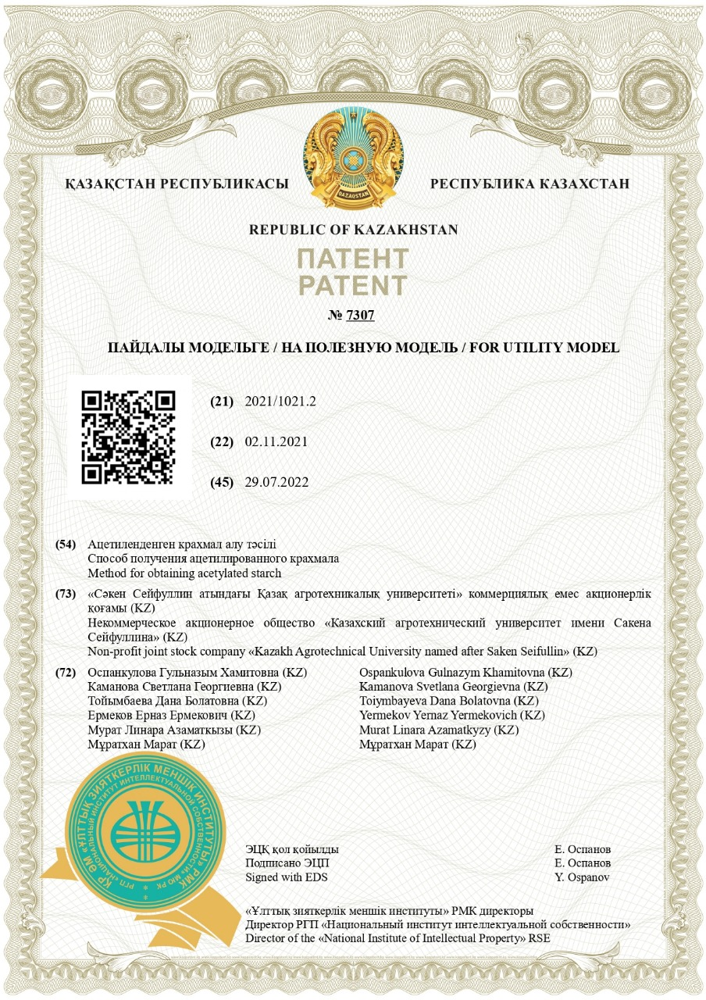 ҚАЗАҚСТАН РЕСПУБЛИКАСЫ
РЕСПУБЛИКА КАЗАХСТАН
QAZAQSTAN
REPUBLIC OF KAZAKHSTAN
ПАТЕНТ
PATENT
№ 7307
ПАЙДАЛЫ МОДЕЛЬГЕ / НА ПОЛЕЗНУЮ МОДЕЛЬ / FOR UTILITY MODEL
(21) 2021/1021.2
(22) 02.11.2021
(45) 29.07.2022
(54) Ацетиленденген крахмал алу тәсілі
Способ получения ацетилированного крахмала
Method for obtaining acetylated starch
(73) «Сәкен Сейфуллин атындағы Қазақ агротехникалық университеті» коммерциялық емес акционерлік
қоғамы (KZ)
Некоммерческое акционерное общество «Казахский агротехнический университет имени Сакена
Сейфуллина» (KZ)
Non-profit joint stock company «Kazakh Agrotechnical University named after Saken Seifullin» (KZ)
(72) Оспанкулова Гульназым Хамитовна (KZ) Ospankulova Gulnazym Khamitovna (KZ)
Каманова Светлана Георгиевна (KZ) Kamanova Svetlana Georgievna (KZ)
Тойымбаева Дана Болатовна (KZ) Toiymbayeva Dana Bolatovna (KZ)
Ермеков Ерназ Ермекович (KZ) Yermekov Yernaz Yermekovich (KZ)
Мурат Линара Азаматкызы (KZ) Murat Linara Azamatkyzy (KZ)
Мұратхан Марат (KZ) Мұратхан Марат (KZ)
ҚР ӘМ «ҰЛТТЫҚ ЗИЯТКЕРЛІК МЕНШІК ИНСТИТУТЫ» РМК
РГП «НАЦИОНАЛЬНЫЙ ИНСТИТУТ ИНТЕЛЛЕКТУАЛЬНОЙ СОБСТВЕННОСТИ» МЮ РК
ЭЦҚ қол қойылды Е. Оспанов
Подписано ЭЦП Е. Оспанов
Signed with EDS Y. Ospanov
«Ұлттық зияткерлік меншік институты» РМК директоры
Директор РГП «Национальный институт интеллектуальной собственности»
Director of the «National Institute of Intellectual Property» RSE